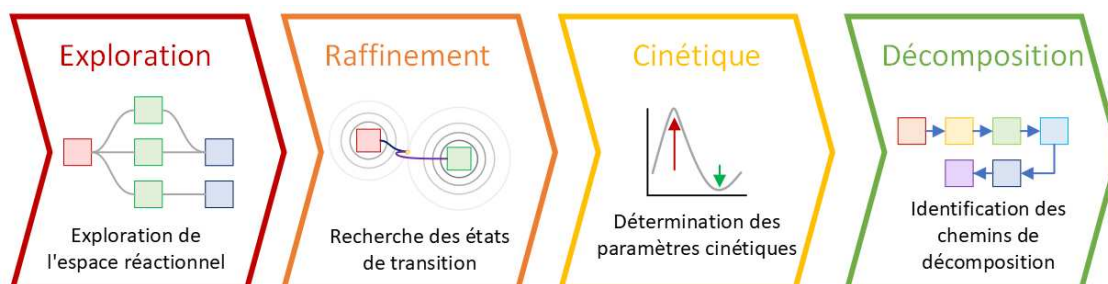 Exploration
Exploration de
l'espace réactionnel
Raffinement
Recherche des états
de transition
Cinétique
Détermination des
paramètres cinétiques
Décomposition
Identification des
chemins de
décomposition